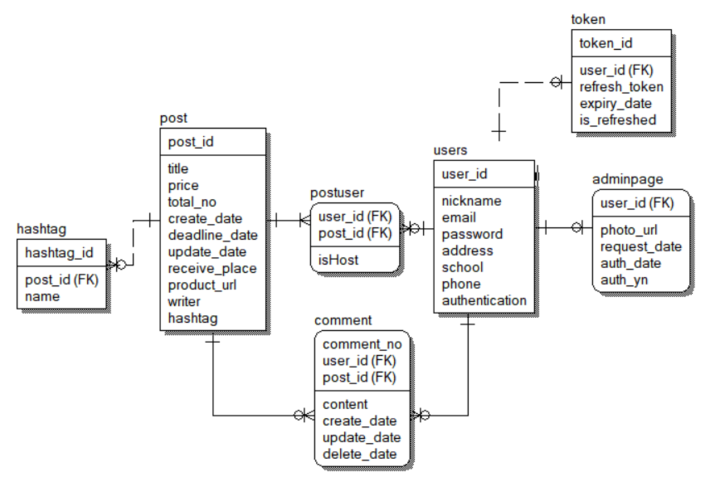 token
token_id
user_id (FK)
refresh_token
expiry_date
is_refreshed
post
post_id
title
price
total_no
create_date
deadline_date
update_date
receive_place
product_url
writer
hashtag
users
user_id
nickname
email
password
address
school
phone
authentication
adminpage
user_id (FK)
photo_url
request_date
auth_date
auth_yn
postuser
user_id (FK)
post_id (FK)
isHost
hashtag
hashtag_id
post_id (FK)
name
comment
comment_no
user_id (FK)
post_id (FK)
content
create_date
update_date
delete_date